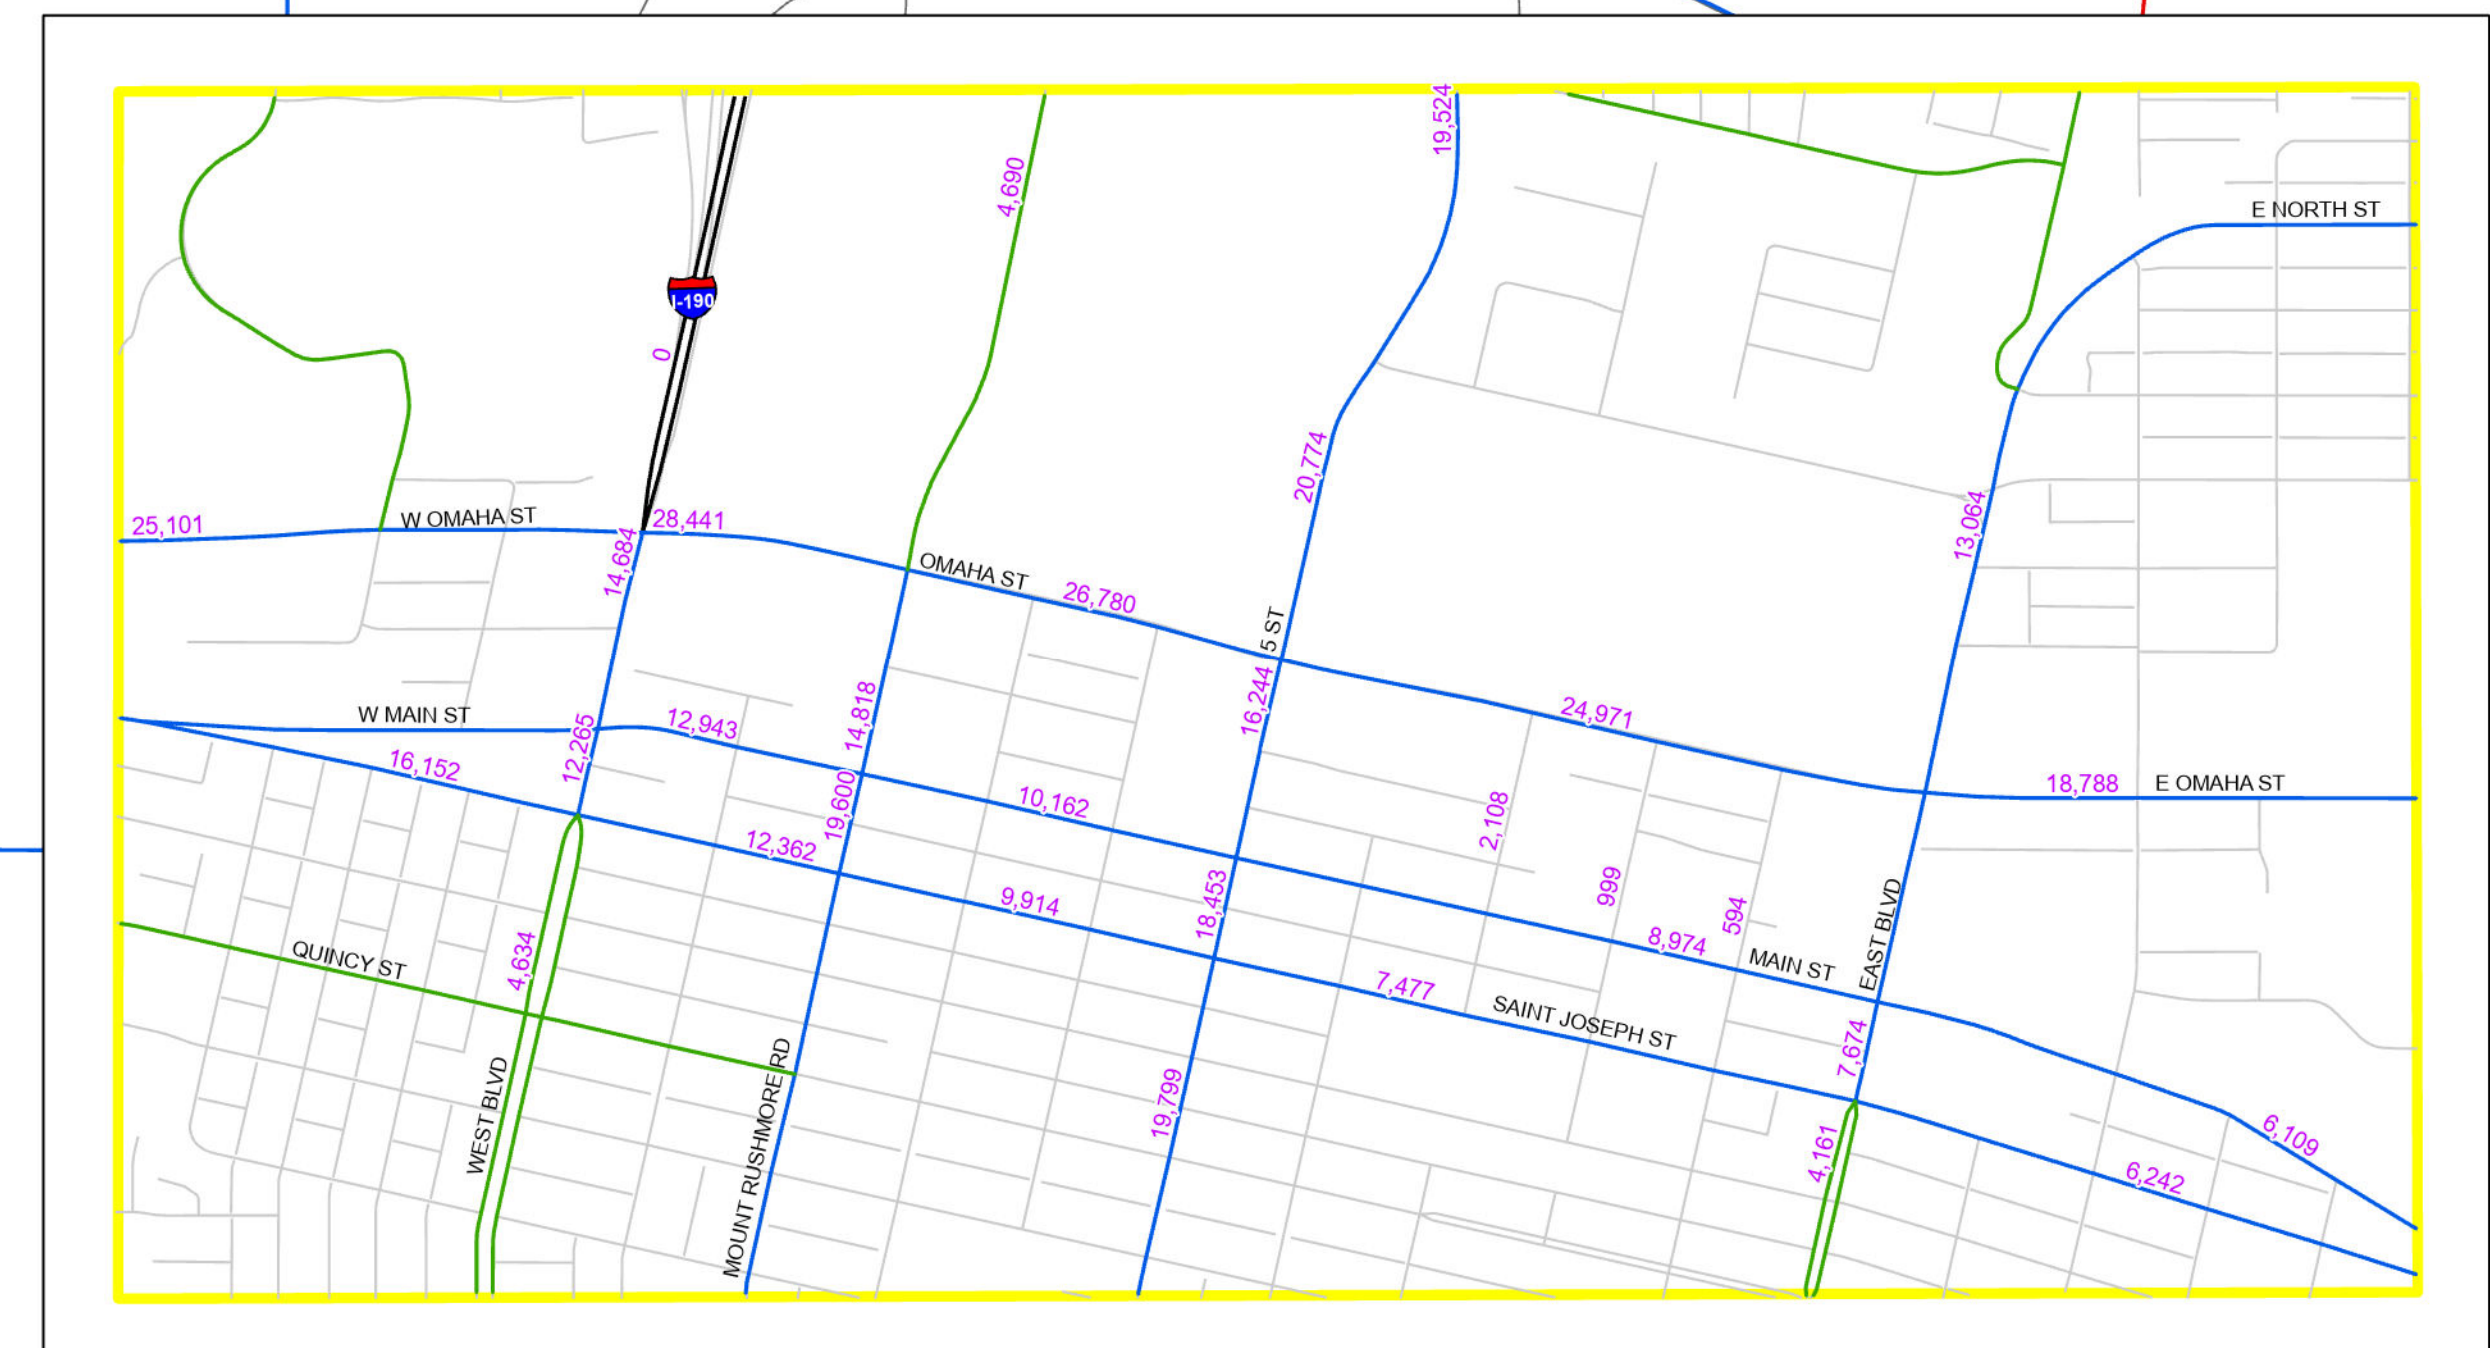 19,524
4,690
E NORTH ST
I-190
0
20,774
13,064
25,101
W OMAHA ST
28,441
14,684
OMAHA ST
26,780
5 ST
16,244
14,818
W MAIN ST
12,943
12,265
24,971
16,152
18,788
E OMAHA ST
19,600
10,162
2,108
12,362
999
594
9,914
18,453
EAST BLVD
8,974
MAIN ST
QUINCY ST
4,634
7,477
SAINT JOSEPH ST
7,674
WEST BLVD
MOUNT RUSHMORE RD
19,799
4,161
6,109
6,242